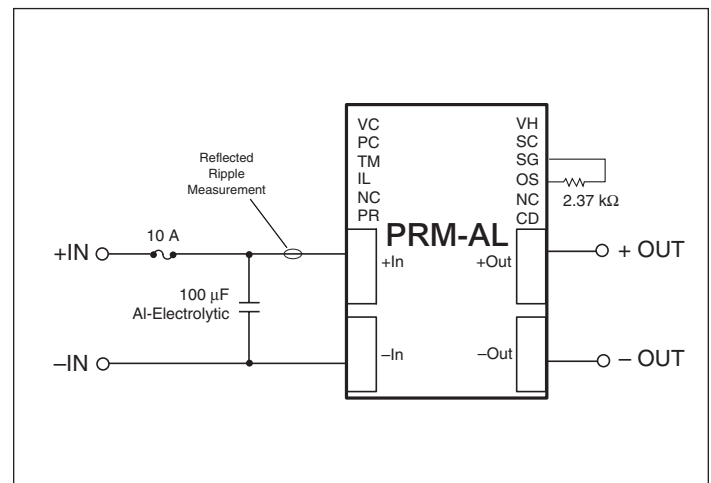 Reflected
Ripple
Measurement
10 A
+IN
100 μF
Al-Electrolytic
–IN
VC
PC
TM
IL
NC
PR
VH
SC
SG
OS
NC
CD
2.37 kΩ
PRM-AL
+In
+Out
–In
–Out
+ OUT
– OUT